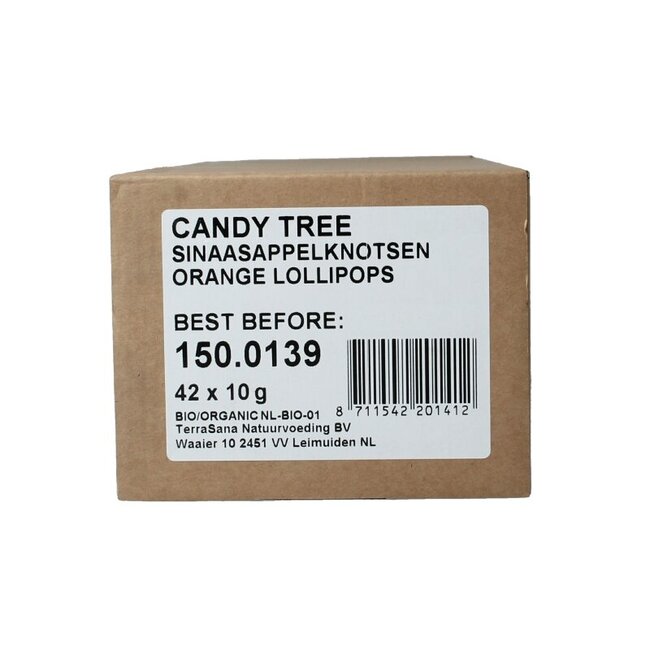 CANDY TREE
SINAASAPPELKNOTSEN
ORANGE LOLLIPOPS
BEST BEFORE:
150.0139
42 x 10 g
8 711542 201412
BIO/ORGANIC NL-BIO-01
TerraSana Natuurvoeding BV
Waaier 10 2451 VV Leimuiden NL